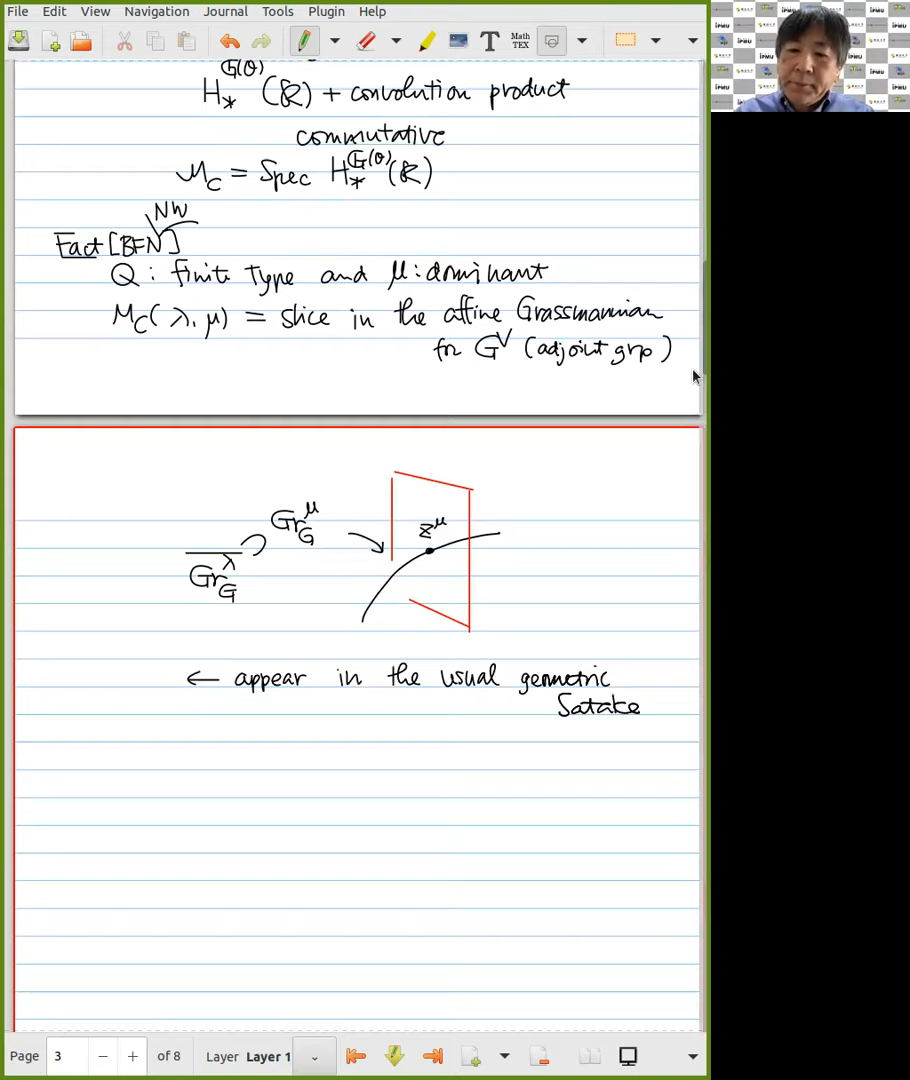 File Edit View Navigation Journal Tools Plugin Help
Math
TEX
G(O)
H* (R) + convolution product
commutative
M_C = Spec H*^G(O) (R)
NW
Fact [BFN]
Q : finite type and μ : dominant
M_C(λ, μ) = slice in the affine Grassmannian
for G^∨ (adjoint grp)
Gr_G^μ
z^μ
Gr_G^λ
← appear in the usual geometric
Satake
Page 3 of 8 Layer Layer 1